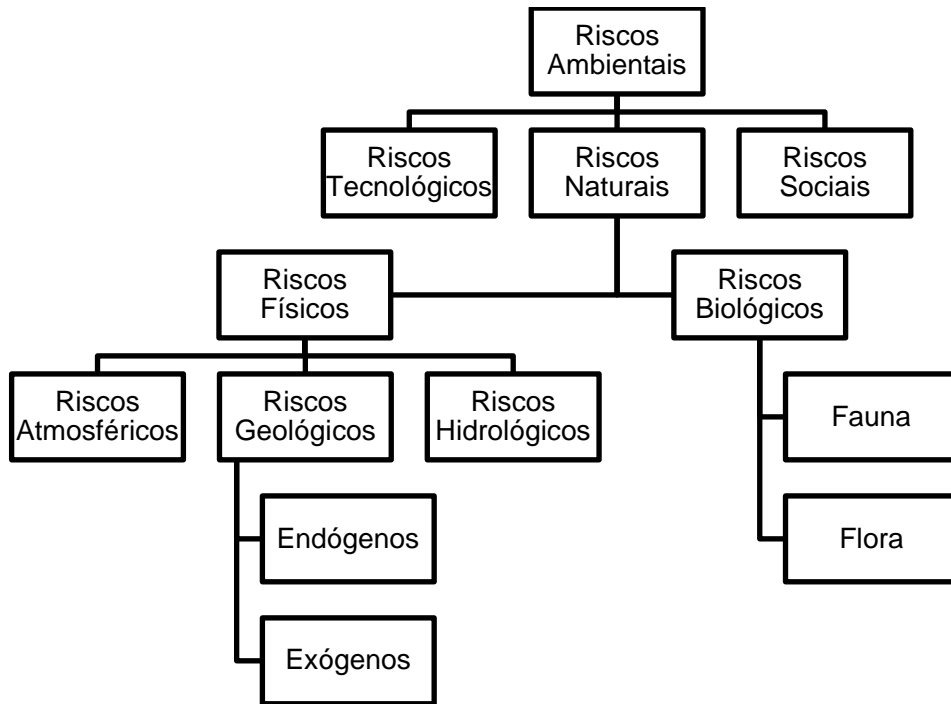 Riscos
Ambientais
Riscos
Tecnológicos
Riscos
Naturais
Riscos
Sociais
Riscos
Físicos
Riscos
Biológicos
Riscos
Atmosféricos
Riscos
Geológicos
Riscos
Hidrológicos
Fauna
Endógenos
Flora
Exógenos